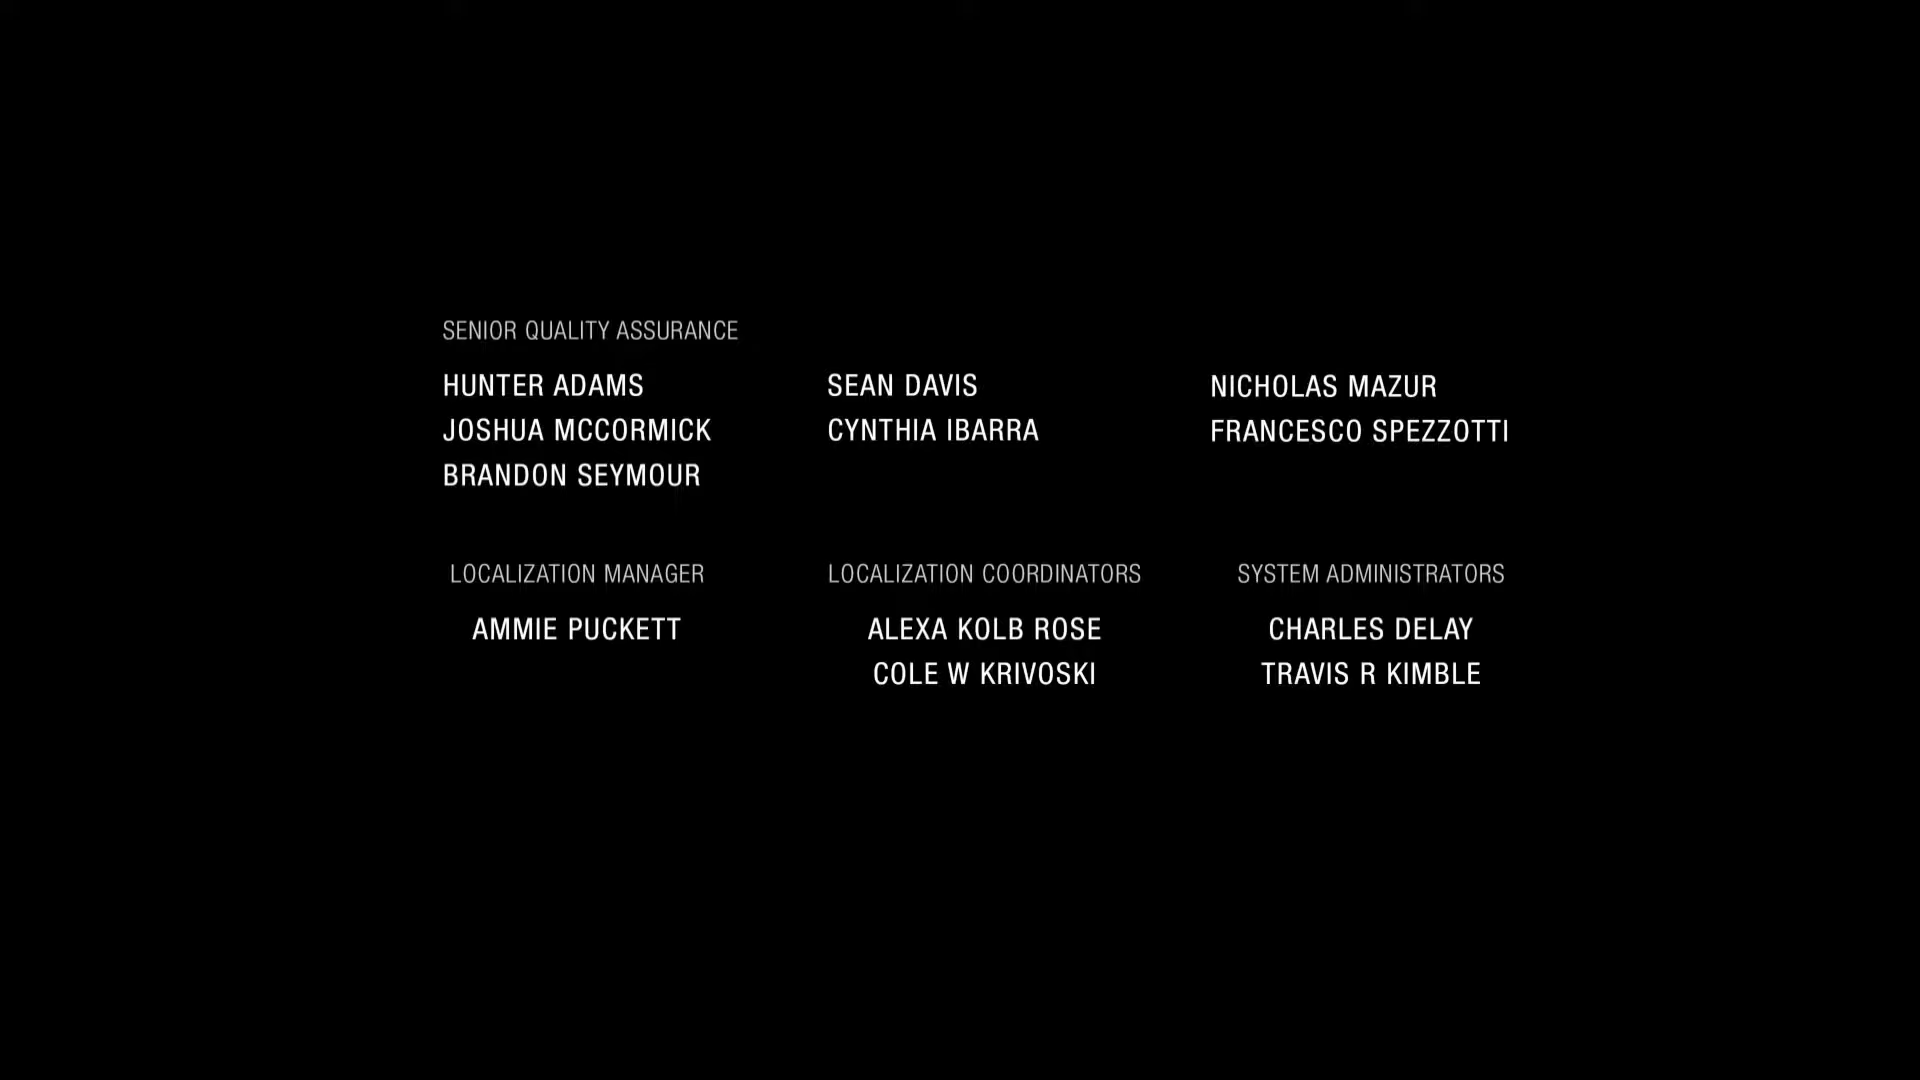 SENIOR QUALITY ASSURANCE
HUNTER ADAMS
SEAN DAVIS
NICHOLAS MAZUR
JOSHUA MCCORMICK
CYNTHIA IBARRA
FRANCESCO SPEZZOTTI
BRANDON SEYMOUR
LOCALIZATION MANAGER
AMMIE PUCKETT
LOCALIZATION COORDINATORS
ALEXA KOLB ROSE
COLE W KRIVOSKI
SYSTEM ADMINISTRATORS
CHARLES DELAY
TRAVIS R KIMBLE